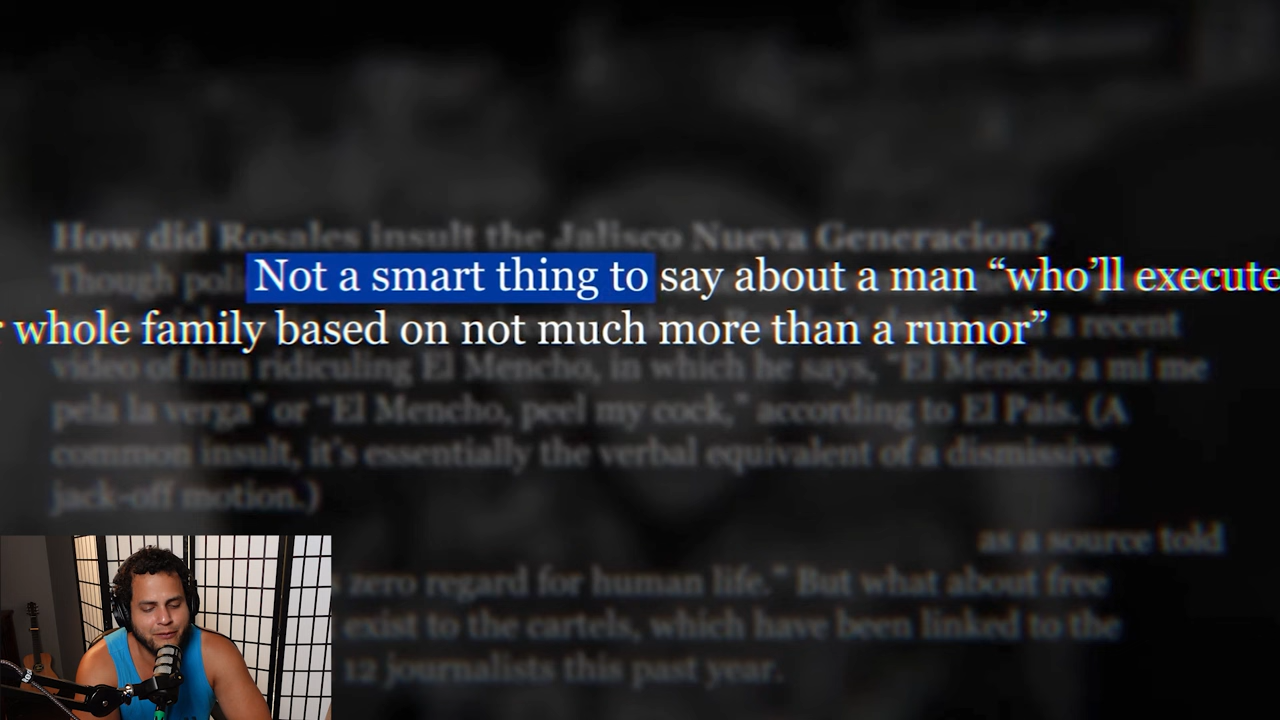 How did Rosales insult the Jalisco Nueva Generacion?
Though
Not a smart thing to say about a man “who’ll execute
whole family based on not much more than a rumor”
a recent
video of him ridiculing El Mencho, in which he says, “El Mencho a mí me
pela la verga” or “El Mencho, peel my cock,” according to El País. (A
common insult, it’s essentially the verbal equivalent of a dismissive
jack-off motion.)
as a source told
zero regard for human life.” But what about free
exist to the cartels, which have been linked to the
12 journalists this past year.